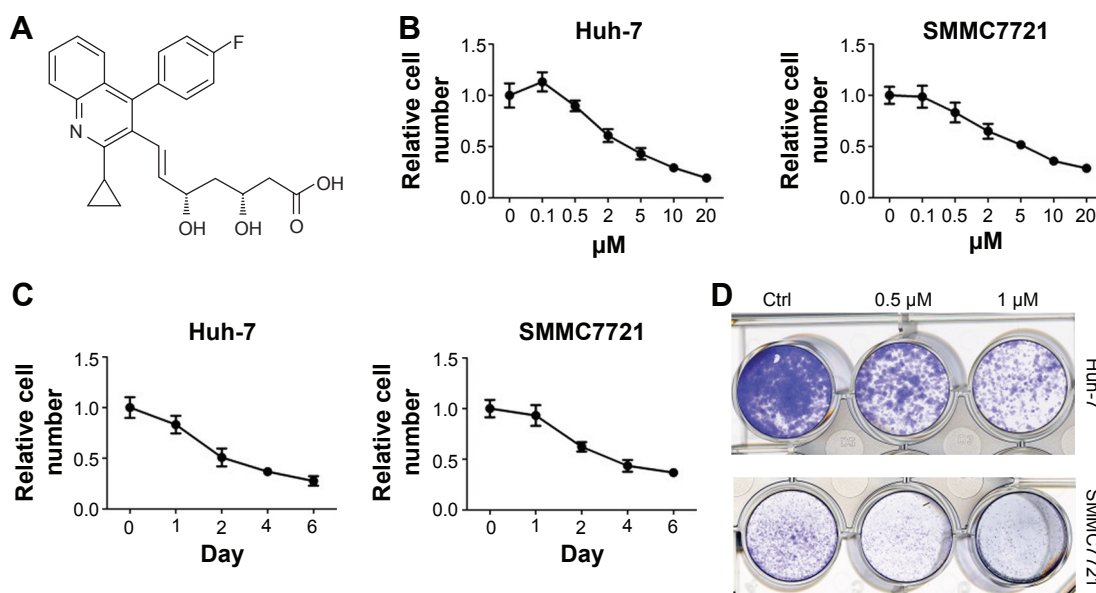 A
F
N
OH
O
OH
OH
B
Huh-7
Relative cell
number
1.5
1.0
0.5
0.0
0 0.1 0.5 2 5 10 20
µM
SMMC7721
Relative cell
number
1.5
1.0
0.5
0.0
0 0.1 0.5 2 5 10 20
µM
C
Huh-7
Relative cell
number
1.5
1.0
0.5
0.0
0 1 2 4 6
Day
SMMC7721
Relative cell
number
1.5
1.0
0.5
0.0
0 1 2 4 6
Day
D
Ctrl 0.5 µM 1 µM
Huh-7
SMMC7721